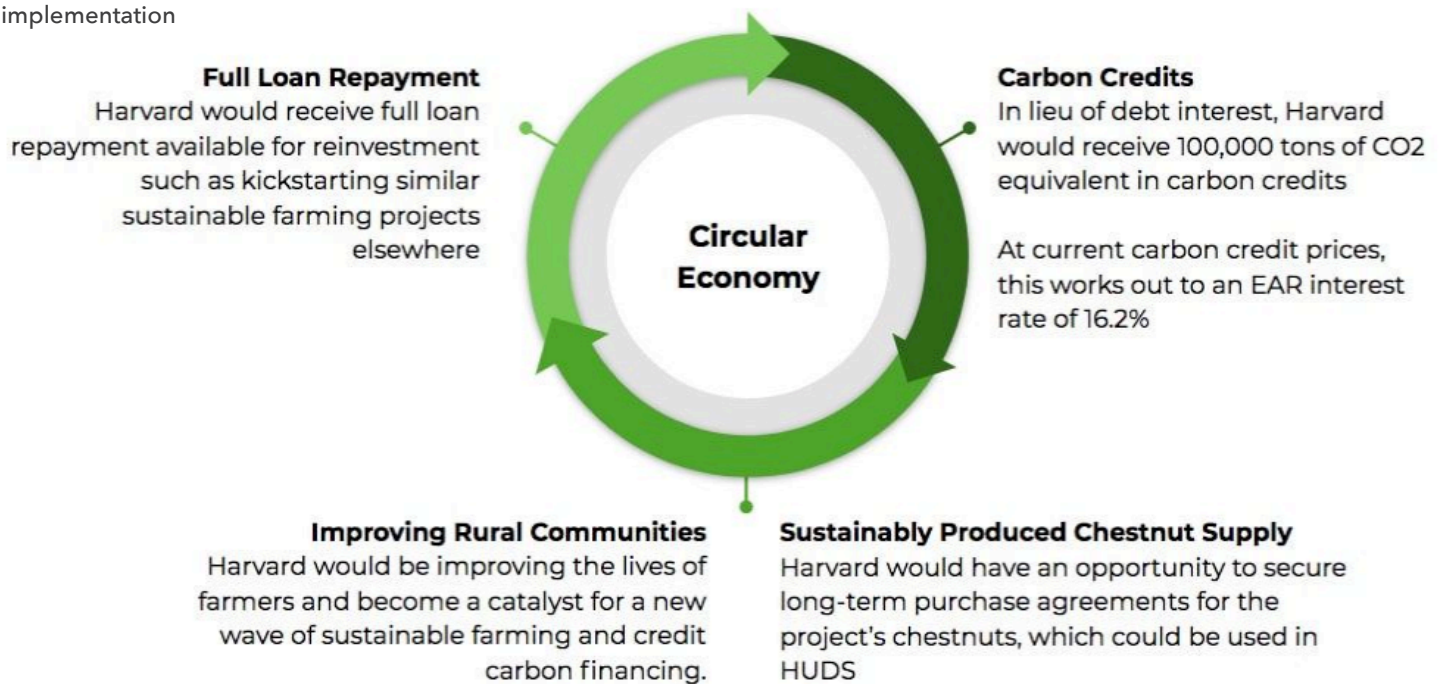 implementation
Full Loan Repayment
Harvard would receive full loan
repayment available for reinvestment
such as kickstarting similar
sustainable farming projects
elsewhere
Carbon Credits
In lieu of debt interest, Harvard
would receive 100,000 tons of CO2
equivalent in carbon credits
At current carbon credit prices,
this works out to an EAR interest
rate of 16.2%
Circular
Economy
Improving Rural Communities
Harvard would be improving the lives of
farmers and become a catalyst for a new
wave of sustainable farming and credit
carbon financing.
Sustainably Produced Chestnut Supply
Harvard would have an opportunity to secure
long-term purchase agreements for the
project's chestnuts, which could be used in
HUDS